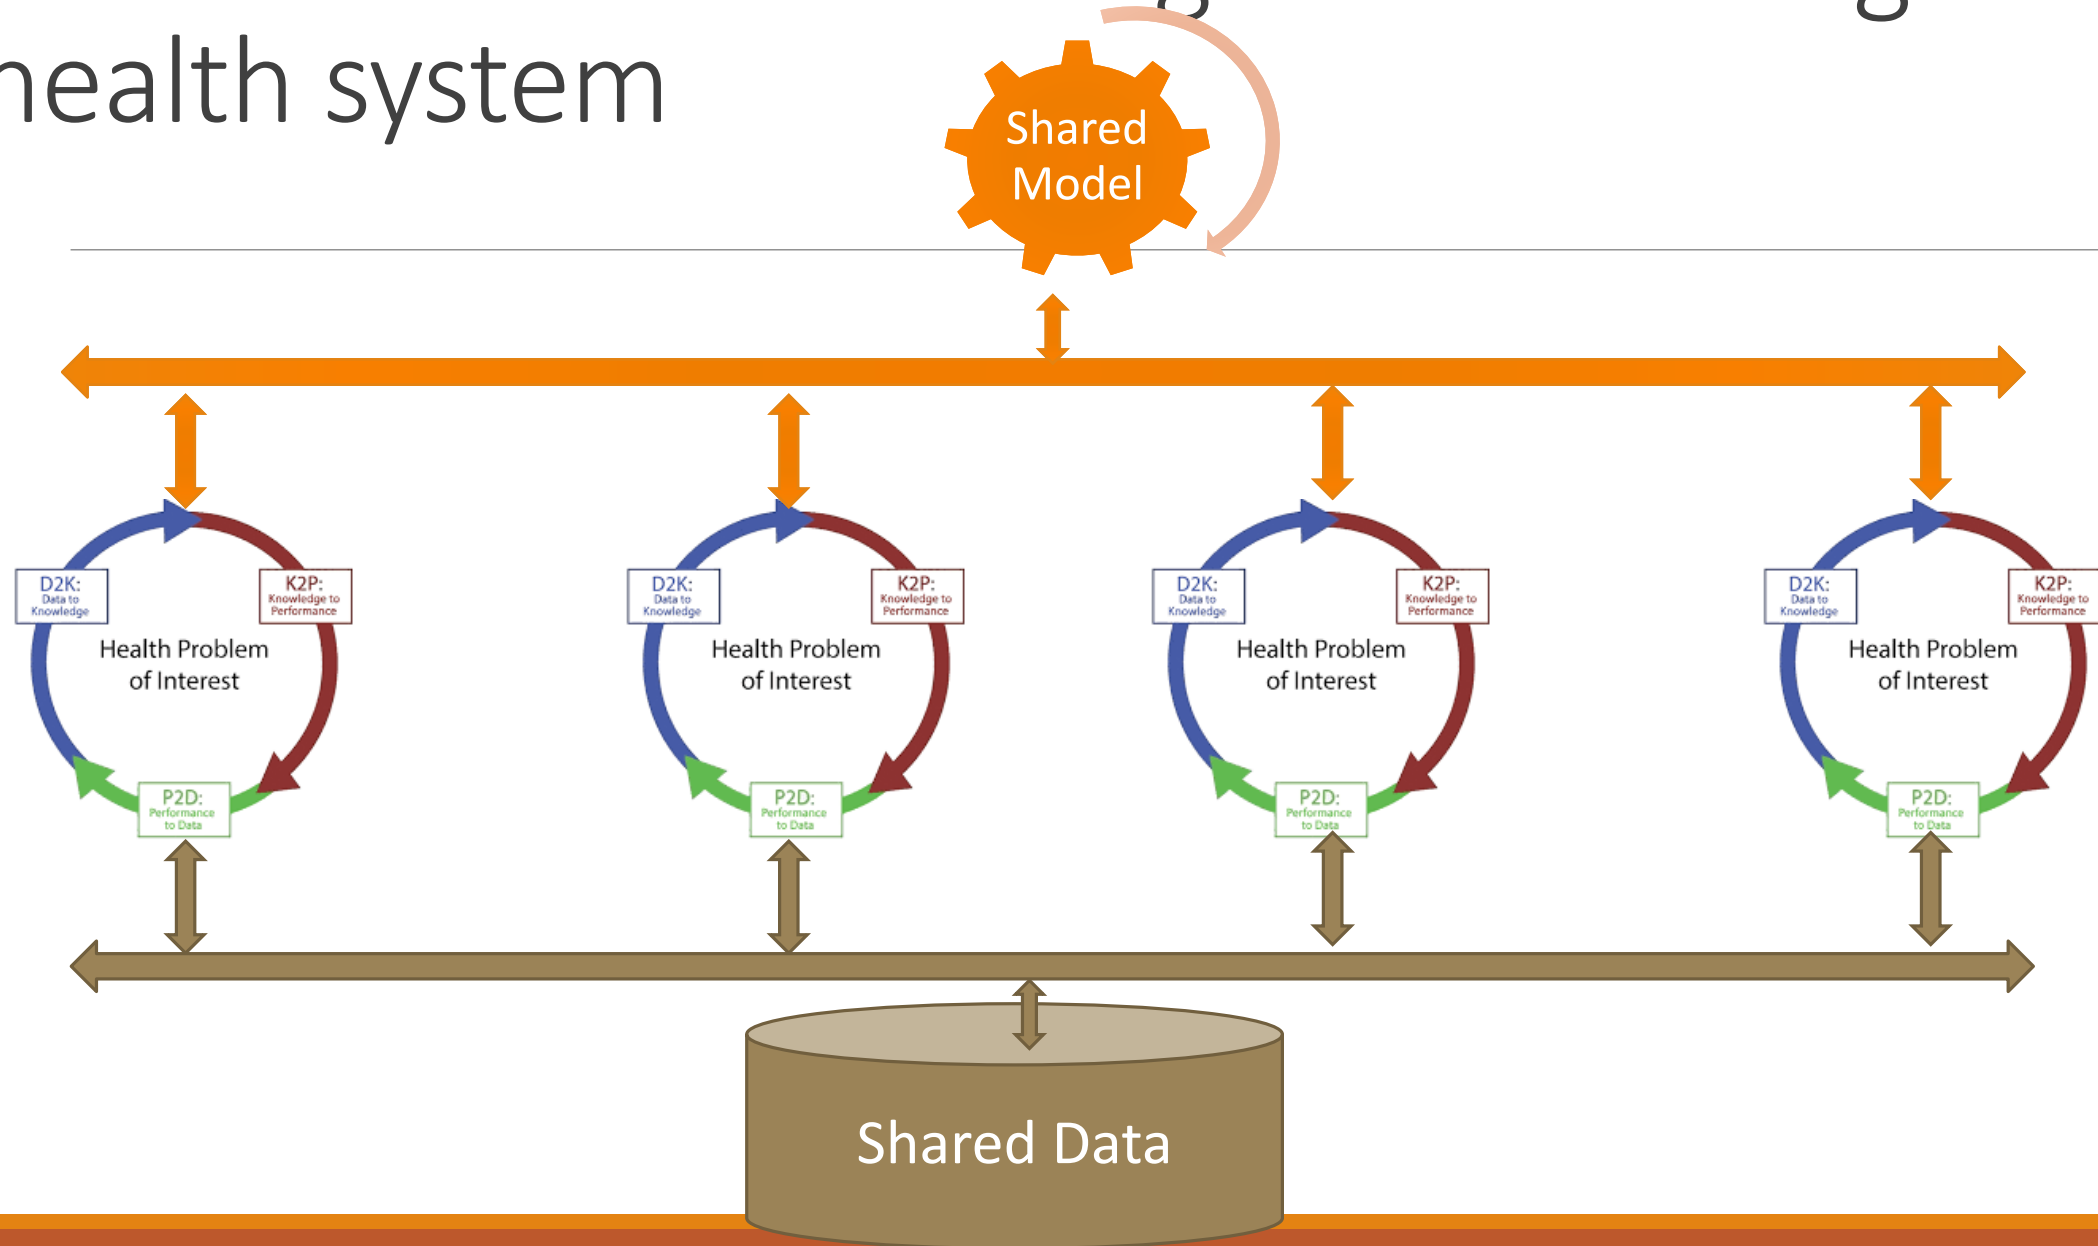 health system
Shared
Model
D2K:
Data to
Knowledge
K2P:
Knowledge to
Performance
Health Problem
of Interest
P2D:
Performance
to Data
D2K:
Data to
Knowledge
K2P:
Knowledge to
Performance
Health Problem
of Interest
P2D:
Performance
to Data
D2K:
Data to
Knowledge
K2P:
Knowledge to
Performance
Health Problem
of Interest
P2D:
Performance
to Data
D2K:
Data to
Knowledge
K2P:
Knowledge to
Performance
Health Problem
of Interest
P2D:
Performance
to Data
Shared Data